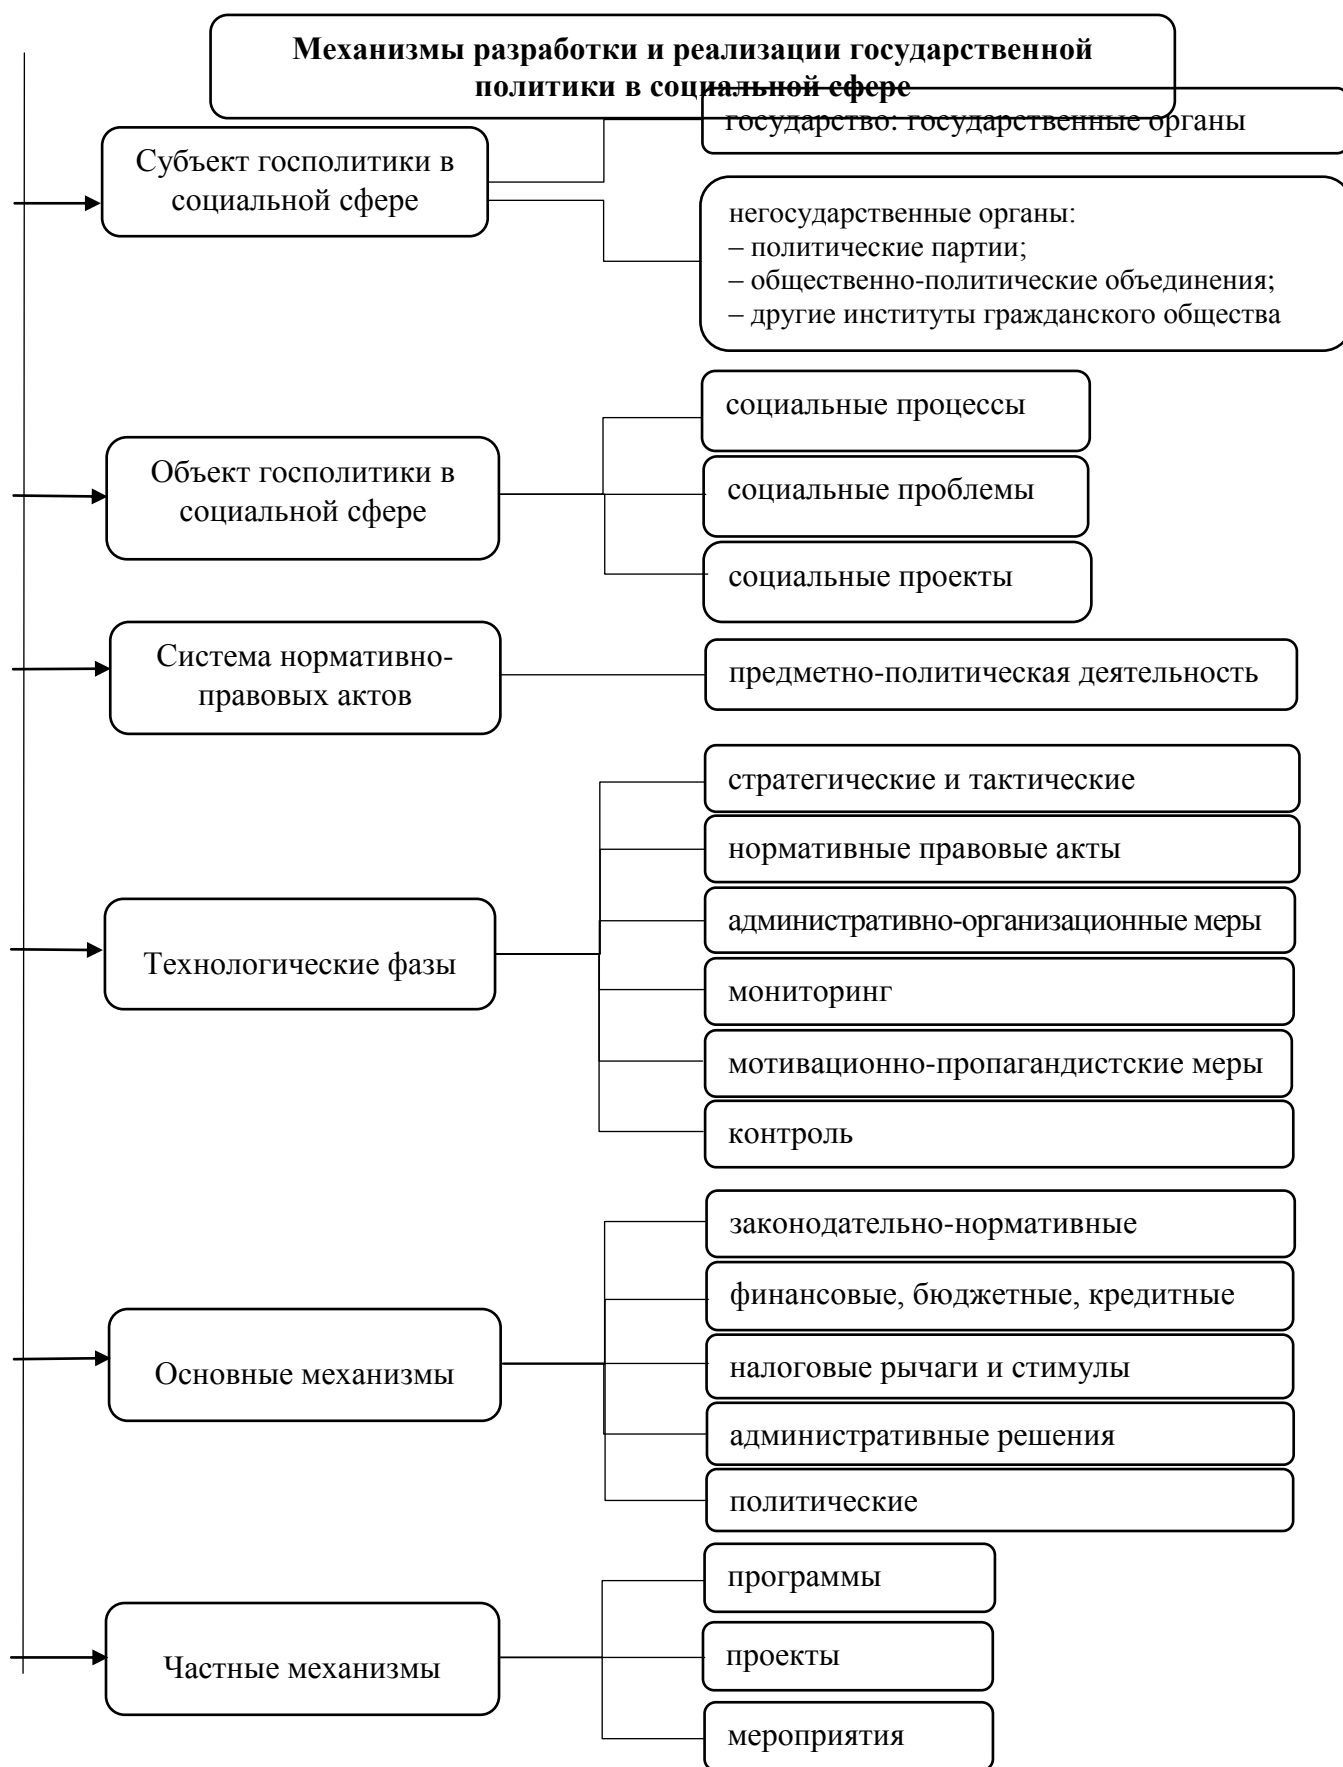 Механизмы разработки и реализации государственной
политики в социальной сфере
Субъект госполитики в
социальной сфере
государство: государственные органы
негосударственные органы:
– политические партии;
– общественно-политические объединения;
– другие институты гражданского общества
Объект госполитики в
социальной сфере
социальные процессы
социальные проблемы
социальные проекты
Система нормативно-
правовых актов
предметно-политическая деятельность
Технологические фазы
стратегические и тактические
нормативные правовые акты
административно-организационные меры
мониторинг
мотивационно-пропагандистские меры
контроль
Основные механизмы
законодательно-нормативные
финансовые, бюджетные, кредитные
налоговые рычаги и стимулы
административные решения
политические
Частные механизмы
программы
проекты
мероприятия